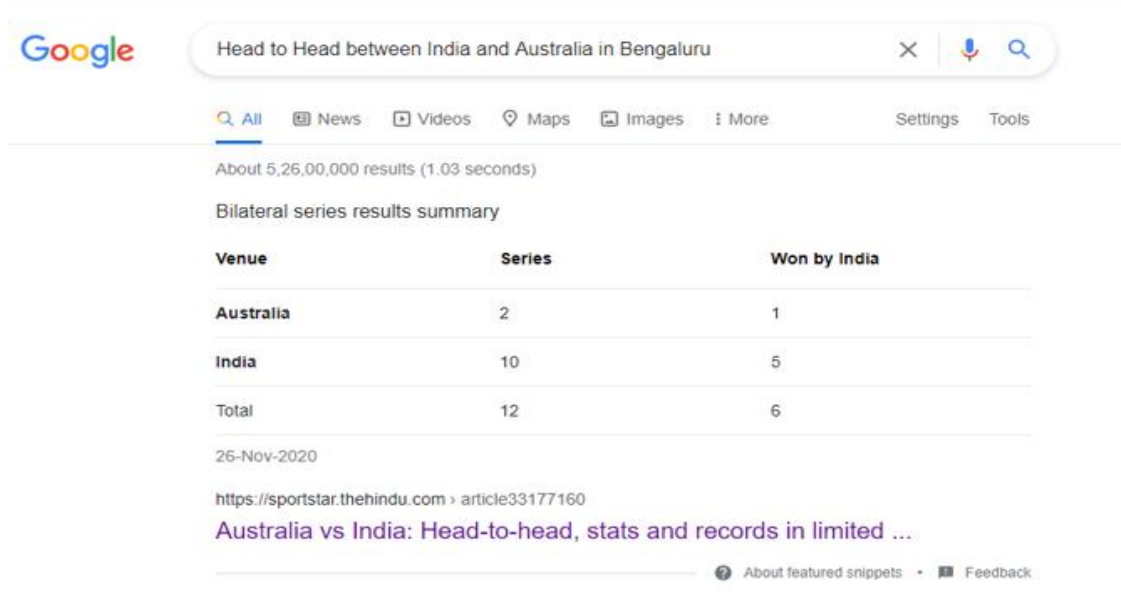 Google Head to Head between India and Australia in Bengaluru
All News Videos Maps Images More Settings Tools
About 5,26,00,000 results (1.03 seconds)
Bilateral series results summary
Venue Series Won by India
Australia 2 1
India 10 5
Total 12 6
26-Nov-2020
https://sportstar.thehindu.com › article33177160
Australia vs India: Head-to-head, stats and records in limited ...
About featured snippets • Feedback